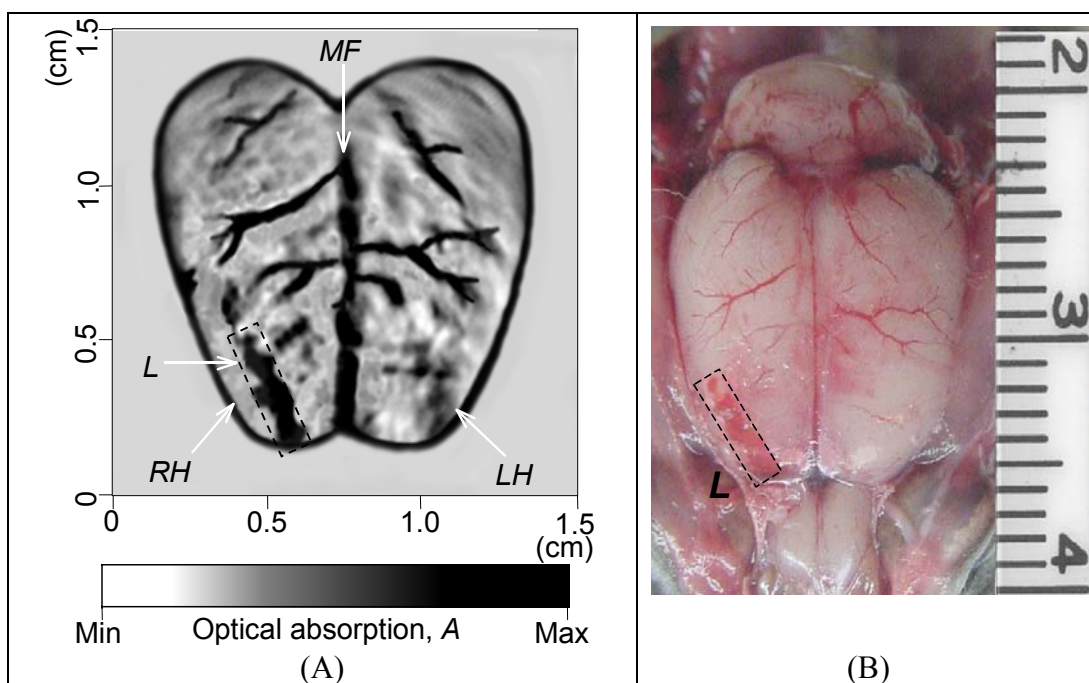 1.5
(cm)
MF
1.0
0.5
L
RH
LH
0
0
0.5
1.0
1.5
(cm)
Min
Optical absorption, A
Max
(A)
2
3
4
L
(B)